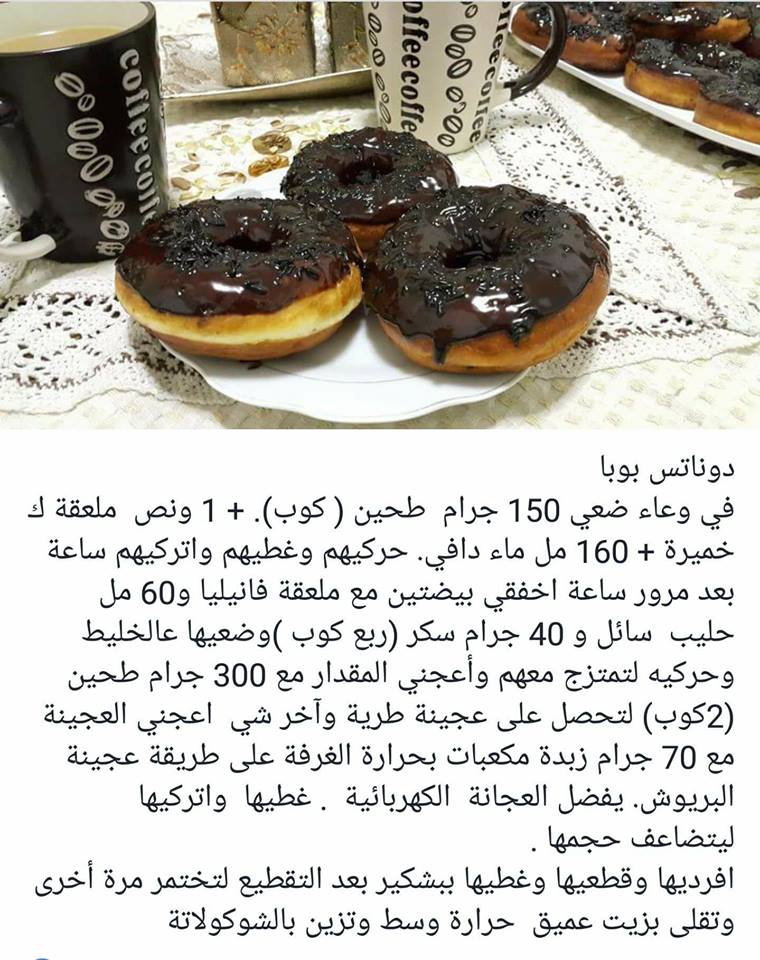 coffeecoffe
offeecoffe
دوناتس بوبا
في وعاء ضعي 150 جرام طحين ( كوب). + 1 ونص ملعقة ك
خميرة + 160 مل ماء دافي. حركيهم وغطيهم واتركيهم ساعة
بعد مرور ساعة اخفقي بيضتين مع ملعقة فانيليا و60 مل
حليب سائل و 40 جرام سكر (ربع كوب )وضعيها عالخليط
وحركيه لتمتزج معهم وأعجني المقدار مع 300 جرام طحين
(2كوب) لتحصل على عجينة طرية وآخر شي اعجني العجينة
مع 70 جرام زبدة مكعبات بحرارة الغرفة على طريقة عجينة
البريوش. يفضل العجانة الكهربائية . غطيها واتركيها
ليتضاعف حجمها .
افرديها وقطعيها وغطيها ببشكير بعد التقطيع لتختمر مرة أخرى
وتقلى بزيت عميق حرارة وسط وتزين بالشوكولاتة